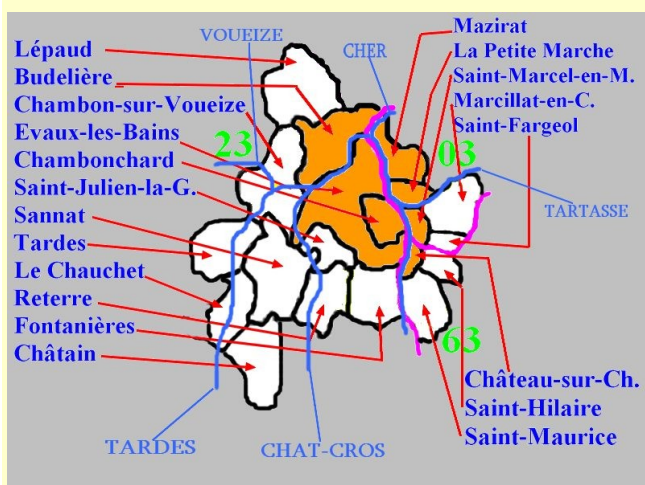 Lépaud
Budelière
Chambon-sur-Voueize
Evaux-les-Bains
Chambonchard
Saint-Julien-la-G.
Sannat
Tardes
Le Chauchet
Reterre
Fontanières
Châtain
VOUEIZE
CHER
23
03
63
TARTASSE
TARDES
CHAT-CROS
Mazirat
La Petite Marche
Saint-Marcel-en-M.
Marcillat-en-C.
Saint-Fargeol
Château-sur-Ch.
Saint-Hilaire
Saint-Maurice